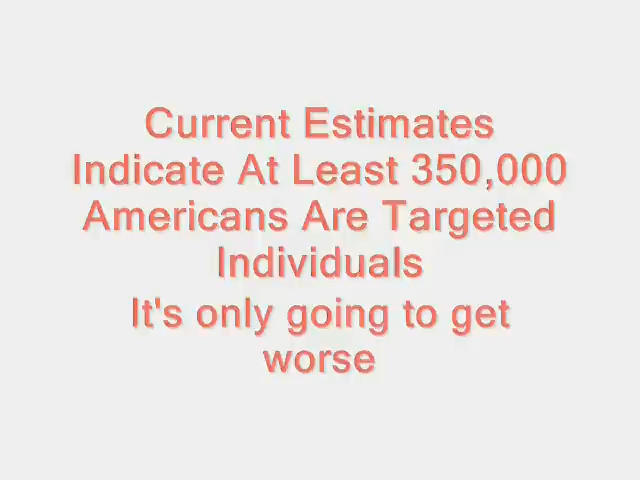 Current Estimates
Indicate At Least 350,000
Americans Are Targeted
Individuals
It's only going to get
worse